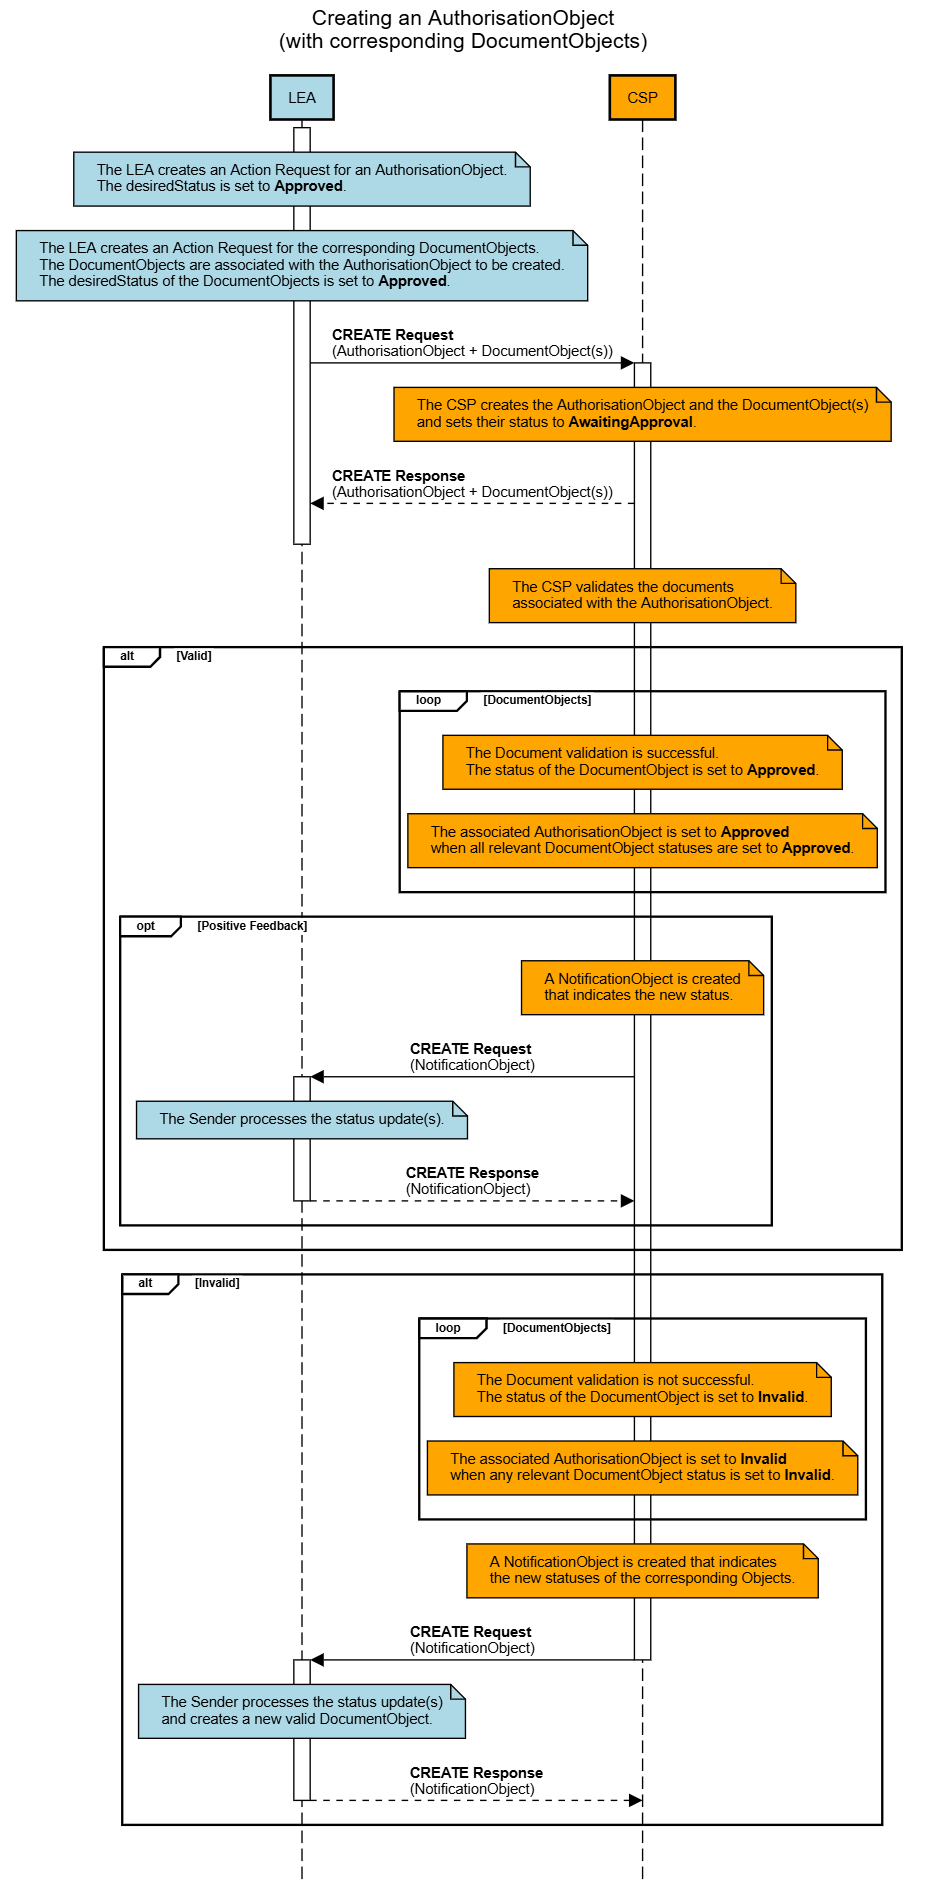 Creating an AuthorisationObject
(with corresponding DocumentObjects)
LEA
CSP
The LEA creates an Action Request for an AuthorisationObject.
The desiredStatus is set to Approved.
The LEA creates an Action Request for the corresponding DocumentObjects.
The DocumentObjects are associated with the AuthorisationObject to be created.
The desiredStatus of the DocumentObjects is set to Approved.
CREATE Request
(AuthorisationObject + DocumentObject(s))
The CSP creates the AuthorisationObject and the DocumentObject(s)
and sets their status to AwaitingApproval.
CREATE Response
(AuthorisationObject + DocumentObject(s))
The CSP validates the documents
associated with the AuthorisationObject.
alt [Valid]
loop [DocumentObjects]
The Document validation is successful.
The status of the DocumentObject is set to Approved.
The associated AuthorisationObject is set to Approved
when all relevant DocumentObject statuses are set to Approved.
opt [Positive Feedback]
A NotificationObject is created
that indicates the new status.
CREATE Request
(NotificationObject)
The Sender processes the status update(s).
CREATE Response
(NotificationObject)
alt [Invalid]
loop [DocumentObjects]
The Document validation is not successful.
The status of the DocumentObject is set to Invalid.
The associated AuthorisationObject is set to Invalid
when any relevant DocumentObject status is set to Invalid.
A NotificationObject is created that indicates
the new statuses of the corresponding Objects.
CREATE Request
(NotificationObject)
The Sender processes the status update(s)
and creates a new valid DocumentObject.
CREATE Response
(NotificationObject)